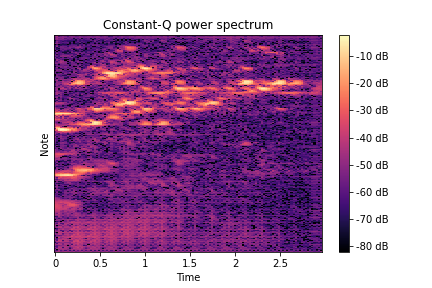 Constant-Q power spectrum
Note
-10 dB
-20 dB
-30 dB
-40 dB
-50 dB
-60 dB
-70 dB
-80 dB
0 0.5 1 1.5 2 2.5
Time